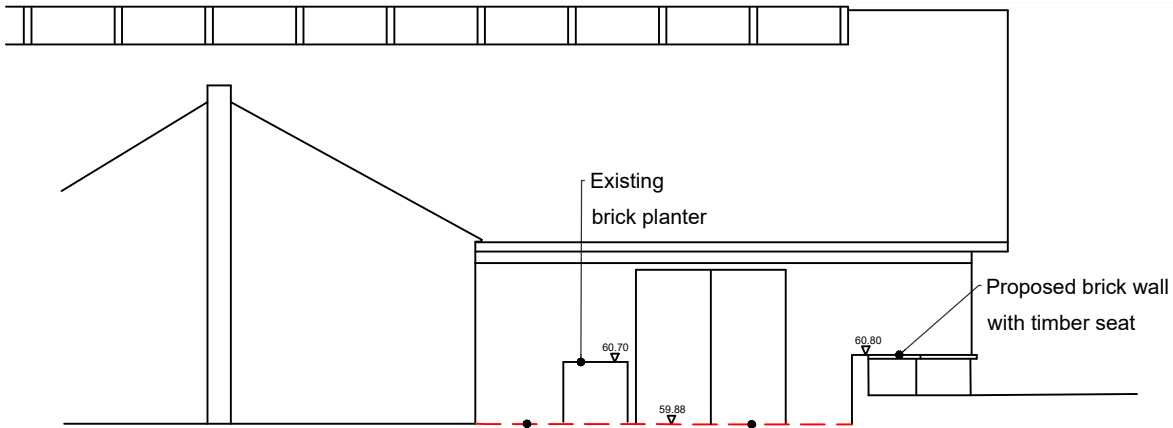 Existing
brick planter
Proposed brick wall
with timber seat
60.70
60.80
59.88